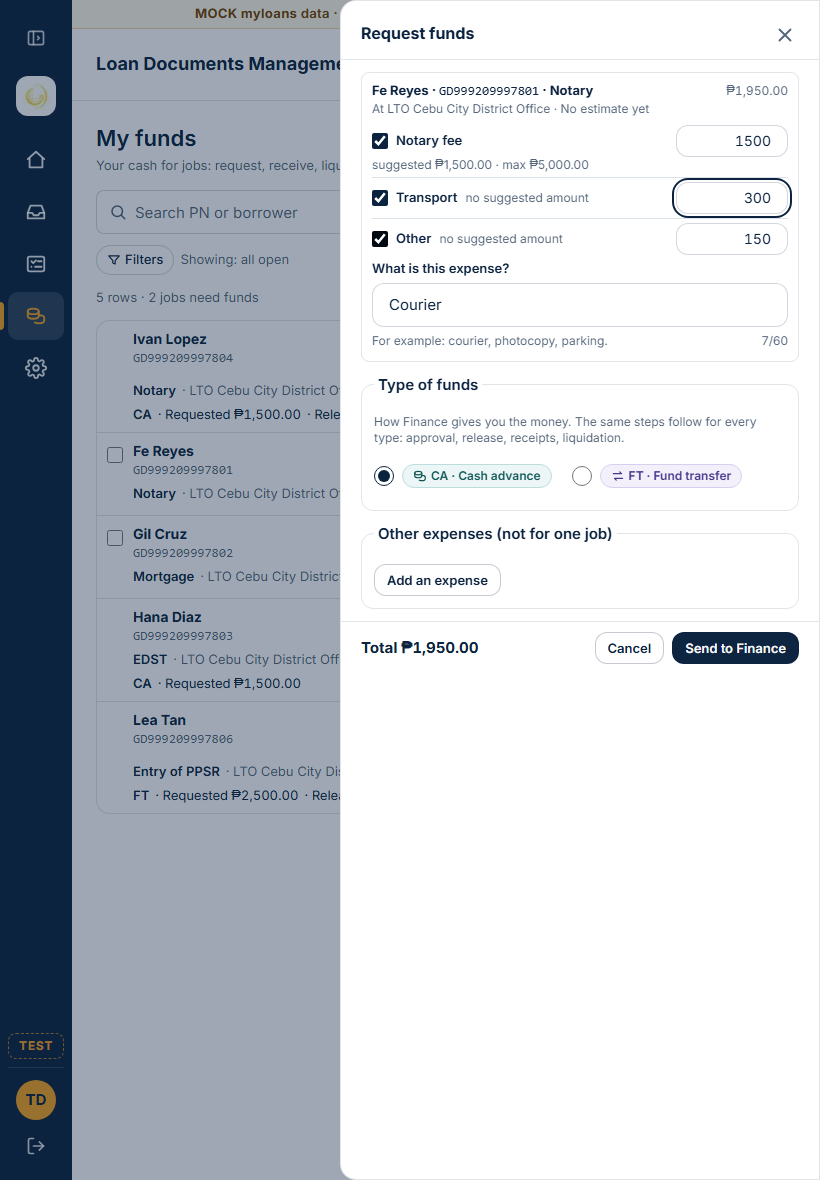 MOCK myloans data ·
Loan Documents Manageme
My funds
Your cash for jobs: request, receive, liqu
Search PN or borrower
Filters
Showing: all open
5 rows · 2 jobs need funds
Ivan Lopez
GD999209997804
Notary · LTO Cebu City District O
CA · Requested ₱1,500.00 · Rele
Fe Reyes
GD999209997801
Notary · LTO Cebu City District O
Gil Cruz
GD999209997802
Mortgage · LTO Cebu City Distric
Hana Diaz
GD999209997803
EDST · LTO Cebu City District Off
CA · Requested ₱1,500.00
Lea Tan
GD999209997806
Entry of PPSR · LTO Cebu City Dis
FT · Requested ₱2,500.00 · Relea
TEST
TD
Request funds
Fe Reyes · GD999209997801 · Notary ₱1,950.00
At LTO Cebu City District Office · No estimate yet
Notary fee 1500
suggested ₱1,500.00 · max ₱5,000.00
Transport no suggested amount 300
Other no suggested amount 150
What is this expense?
Courier
For example: courier, photocopy, parking. 7/60
Type of funds
How Finance gives you the money. The same steps follow for every
type: approval, release, receipts, liquidation.
CA · Cash advance FT · Fund transfer
Other expenses (not for one job)
Add an expense
Total ₱1,950.00 Cancel Send to Finance